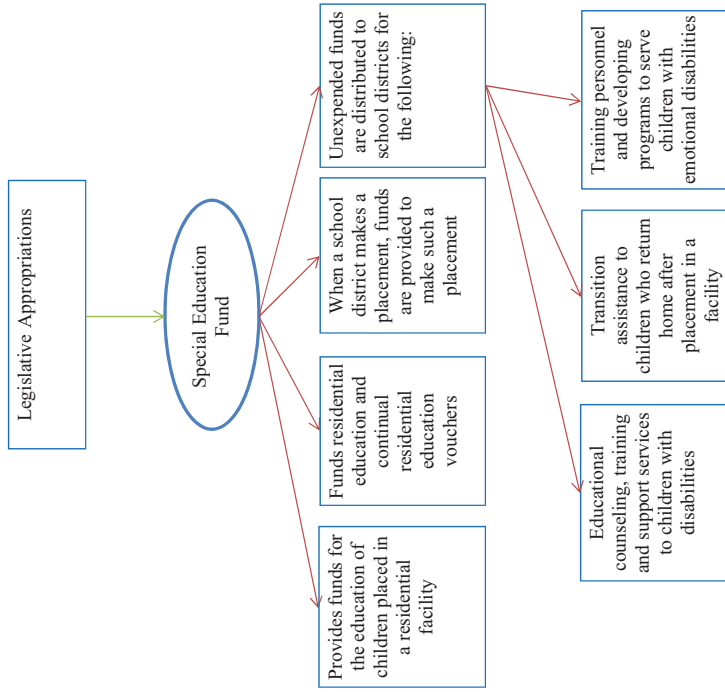 Legislative Appropriations
Special Education
Fund
Provides funds for
the education of
children placed in
a residential
facility
Funds residential
education and
continual
residential
education
vouchers
When a school
district makes a
placement, funds
are provided to
make such a
placement
Unexpended funds
are distributed to
school districts for
the following:
Educational
counseling, training
and support services
to children with
disabilities
Transition
assistance to
children who return
home after
placement in a
facility
Training personnel
and developing
programs to serve
children with
emotional disabilities